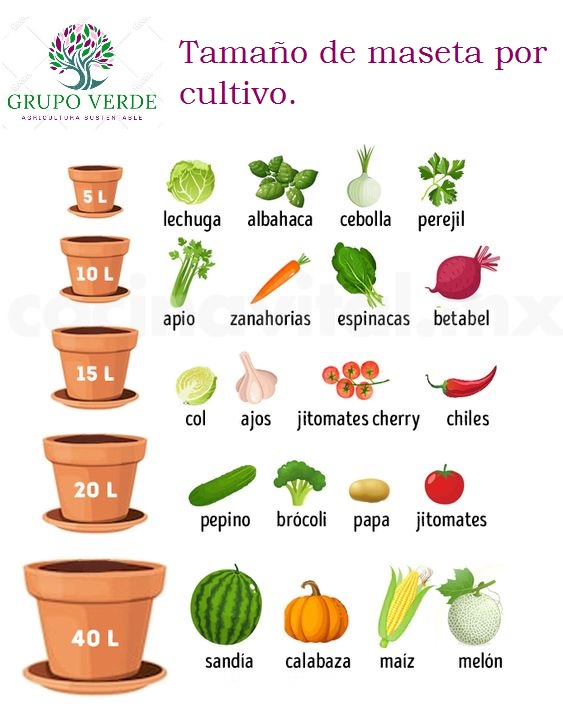 Tamaño de maseta por
cultivo.
GRUPO VERDE
AGRICULTURA SUSTENTABLE
5 L
lechuga albahaca cebolla perejil
10 L
apio zanahorias espinacas betabel
cocinavital.mx
15 L
col ajos jitomates cherry chiles
20 L
pepino brócoli papa jitomates
40 L
sandía calabaza maíz melón